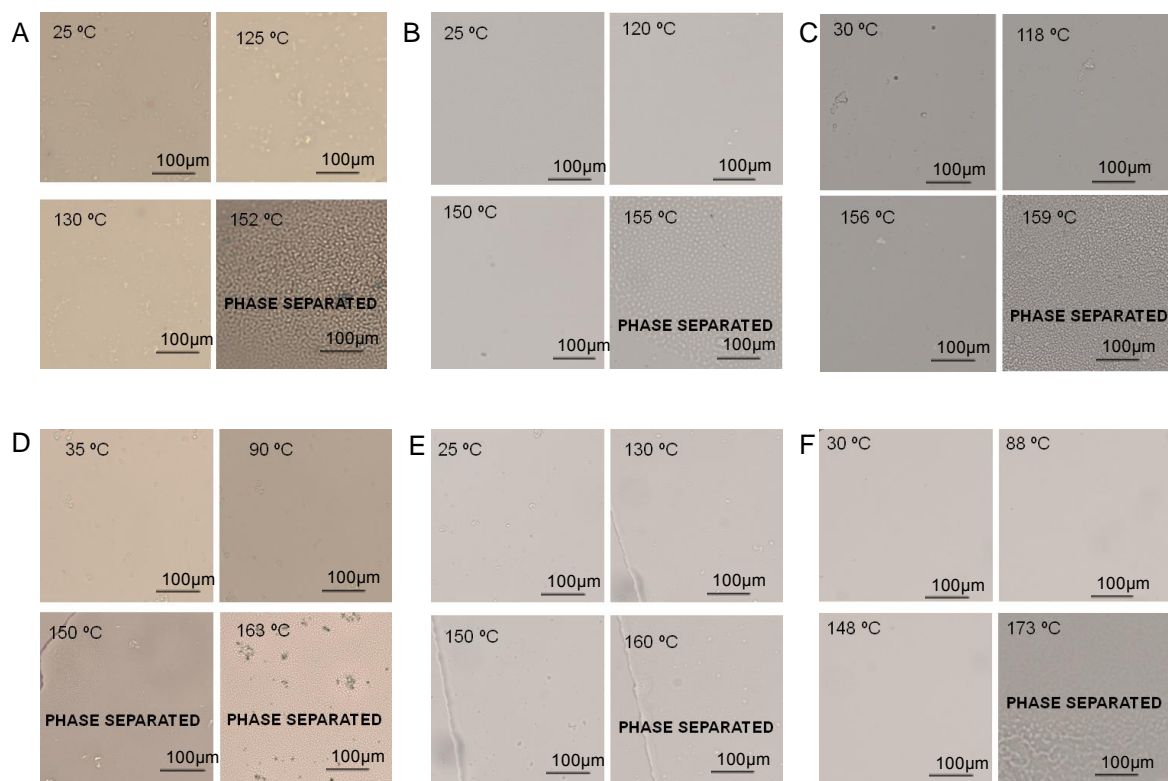 A
25 ºC
125 ºC
100µm
100µm
130 ºC
152 ºC
PHASE SEPARATED
100µm
100µm
B
25 ºC
120 ºC
100µm
100µm
150 ºC
155 ºC
PHASE SEPARATED
100µm
100µm
C
30 ºC
118 ºC
100µm
100µm
156 ºC
159 ºC
PHASE SEPARATED
100µm
100µm
D
35 ºC
90 ºC
100µm
100µm
150 ºC
163 ºC
PHASE SEPARATED
PHASE SEPARATED
100µm
100µm
E
25 ºC
130 ºC
100µm
100µm
150 ºC
160 ºC
PHASE SEPARATED
100µm
100µm
F
30 ºC
88 ºC
100µm
100µm
148 ºC
173 ºC
PHASE SEPARATED
100µm
100µm